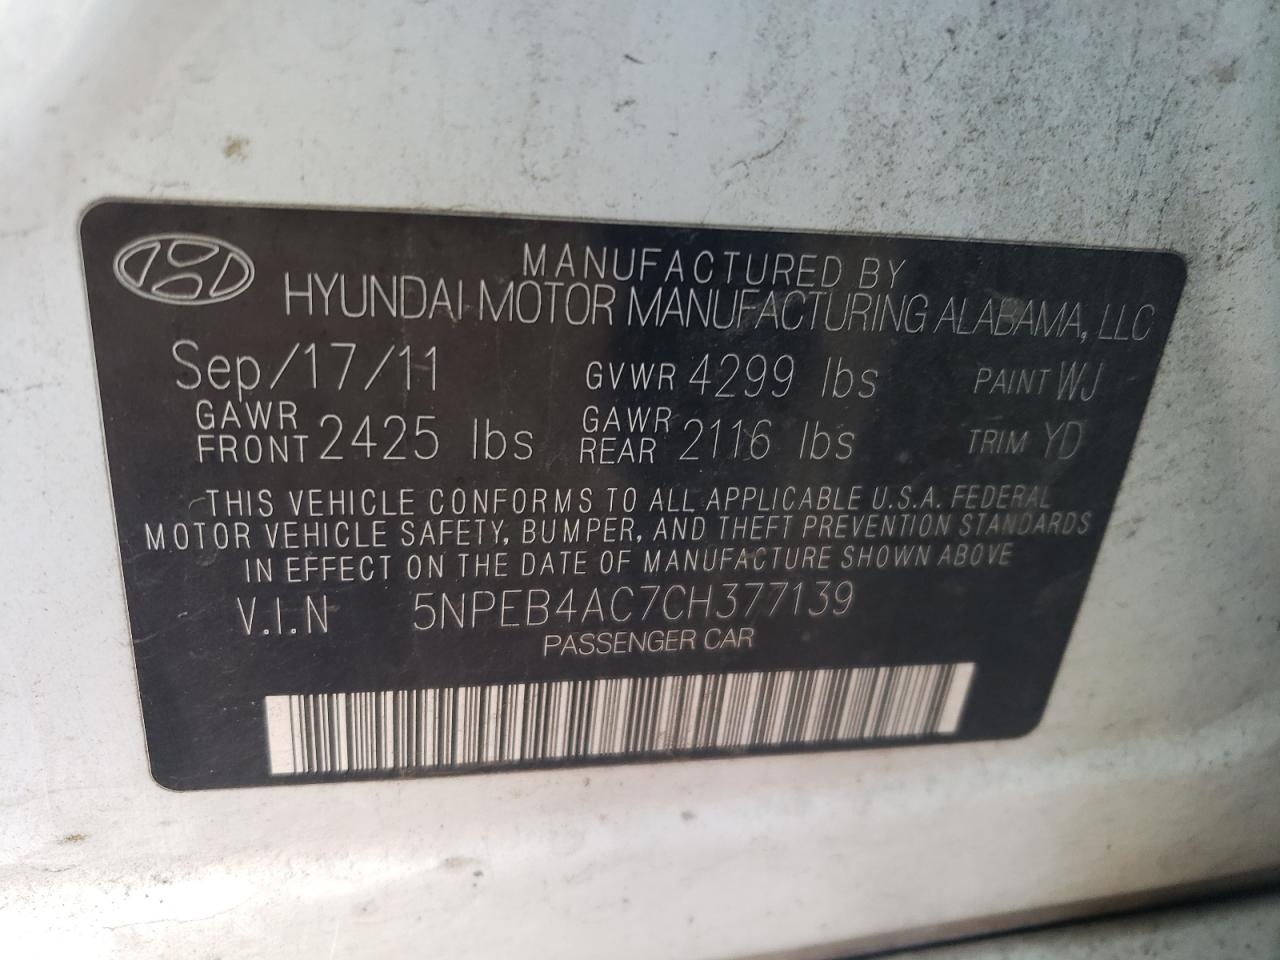 MANUFACTURED BY
HYUNDAI MOTOR MANUFACTURING ALABAMA, LLC
Sep/17/11 GVWR 4299 lbs PAINT WJ
GAWR FRONT 2425 lbs GAWR REAR 2116 lbs TRIM YD
THIS VEHICLE CONFORMS TO ALL APPLICABLE U.S.A. FEDERAL
MOTOR VEHICLE SAFETY, BUMPER, AND THEFT PREVENTION STANDARDS
IN EFFECT ON THE DATE OF MANUFACTURE SHOWN ABOVE
V.I.N 5NPEB4AC7CH377139
PASSENGER CAR